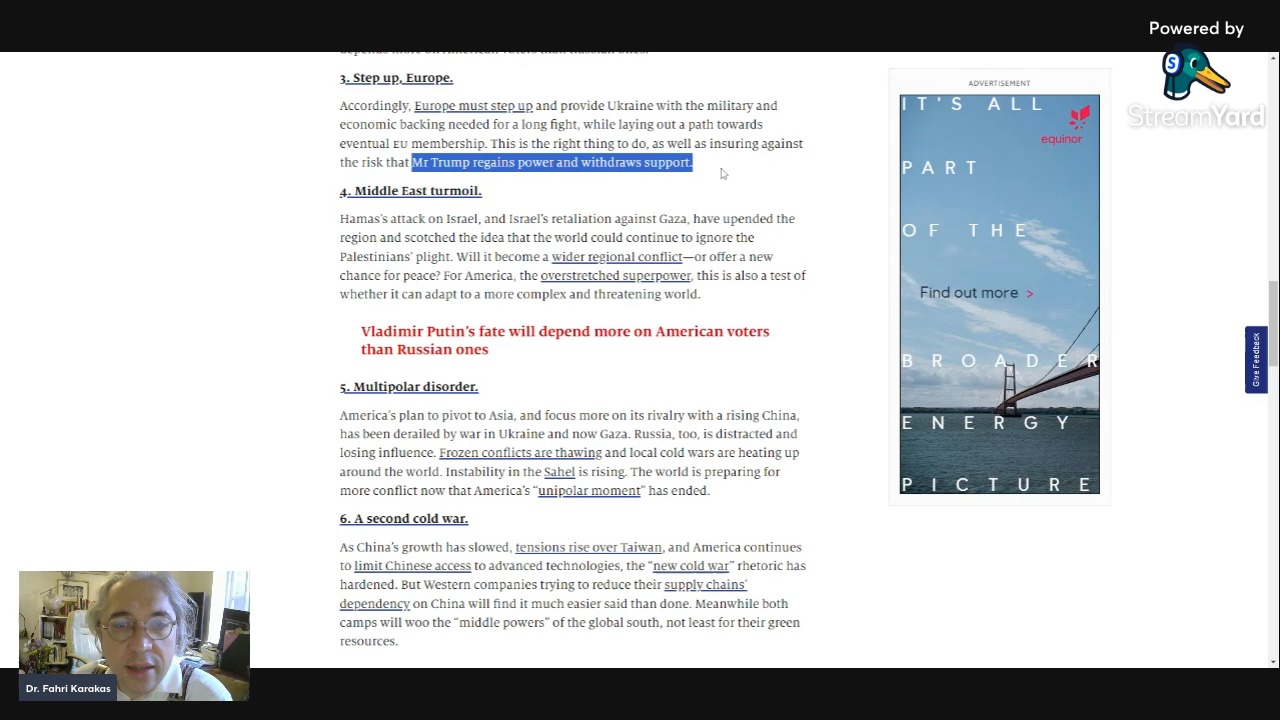 Powered by
StreamYard
depends more on American voters than Russian ones.
3. Step up, Europe.
Accordingly, Europe must step up and provide Ukraine with the military and
economic backing needed for a long fight, while laying out a path towards
eventual EU membership. This is the right thing to do, as well as insuring against
the risk that Mr Trump regains power and withdraws support.
4. Middle East turmoil.
Hamas's attack on Israel, and Israel's retaliation against Gaza, have upended the
region and scotched the idea that the world could continue to ignore the
Palestinians' plight. Will it become a wider regional conflict—or offer a new
chance for peace? For America, the overstretched superpower, this is also a test of
whether it can adapt to a more complex and threatening world.
Vladimir Putin's fate will depend more on American voters
than Russian ones
5. Multipolar disorder.
America's plan to pivot to Asia, and focus more on its rivalry with a rising China,
has been derailed by war in Ukraine and now Gaza. Russia, too, is distracted and
losing influence. Frozen conflicts are thawing and local cold wars are heating up
around the world. Instability in the Sahel is rising. The world is preparing for
more conflict now that America's “unipolar moment” has ended.
6. A second cold war.
As China's growth has slowed, tensions rise over Taiwan, and America continues
to limit Chinese access to advanced technologies, the “new cold war” rhetoric has
hardened. But Western companies trying to reduce their supply chains'
dependency on China will find it much easier said than done. Meanwhile both
camps will woo the “middle powers” of the global south, not least for their green
resources.
ADVERTISEMENT
IT'S ALL
equinor
PART
OF THE
Find out more >
BROADER
ENERGY
PICTURE
Give Feedback
Dr. Fahri Karakas